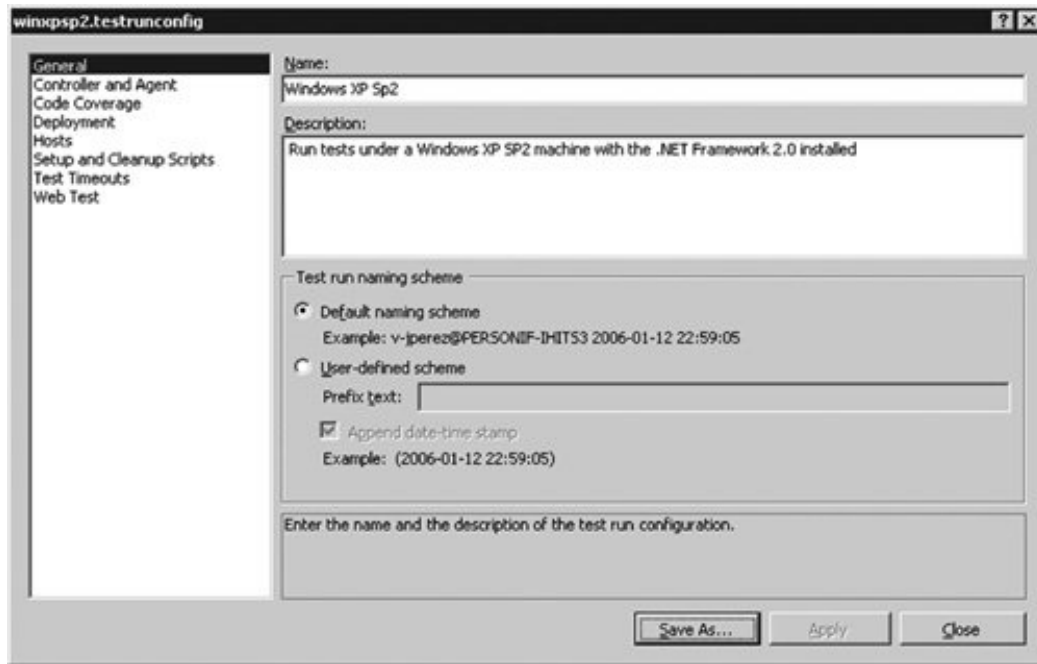 winxpsp2.testrunconfig
General
Controller and Agent
Code Coverage
Deployment
Hosts
Setup and Cleanup Scripts
Test Timeouts
Web Test
Name:
Windows XP Sp2
Description:
Run tests under a Windows XP SP2 machine with the .NET Framework 2.0 installed
Test run naming scheme
Default naming scheme
Example: v-jperez@PERSONIF-IHITS3 2006-01-12 22:59:05
User-defined scheme
Prefix text:
Append date-time stamp
Example: (2006-01-12 22:59:05)
Enter the name and the description of the test run configuration.
Save As...
Apply
Close